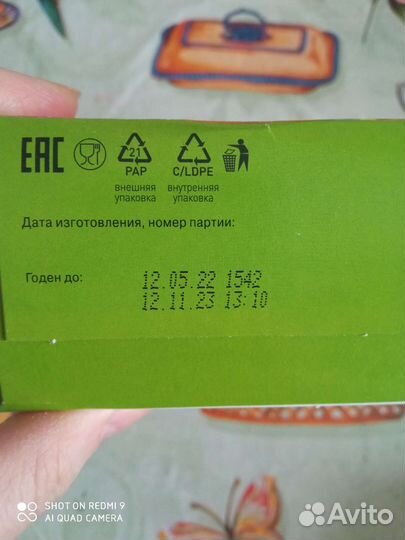 EAC
21
PAP
C/LDPE
внешняя
упаковка
внутренняя
упаковка
Дата изготовления, номер партии:
Годен до:
12.05.22 1542
12.11.23 13:10
SHOT ON REDMI 9
AI QUAD CAMERA
Avito